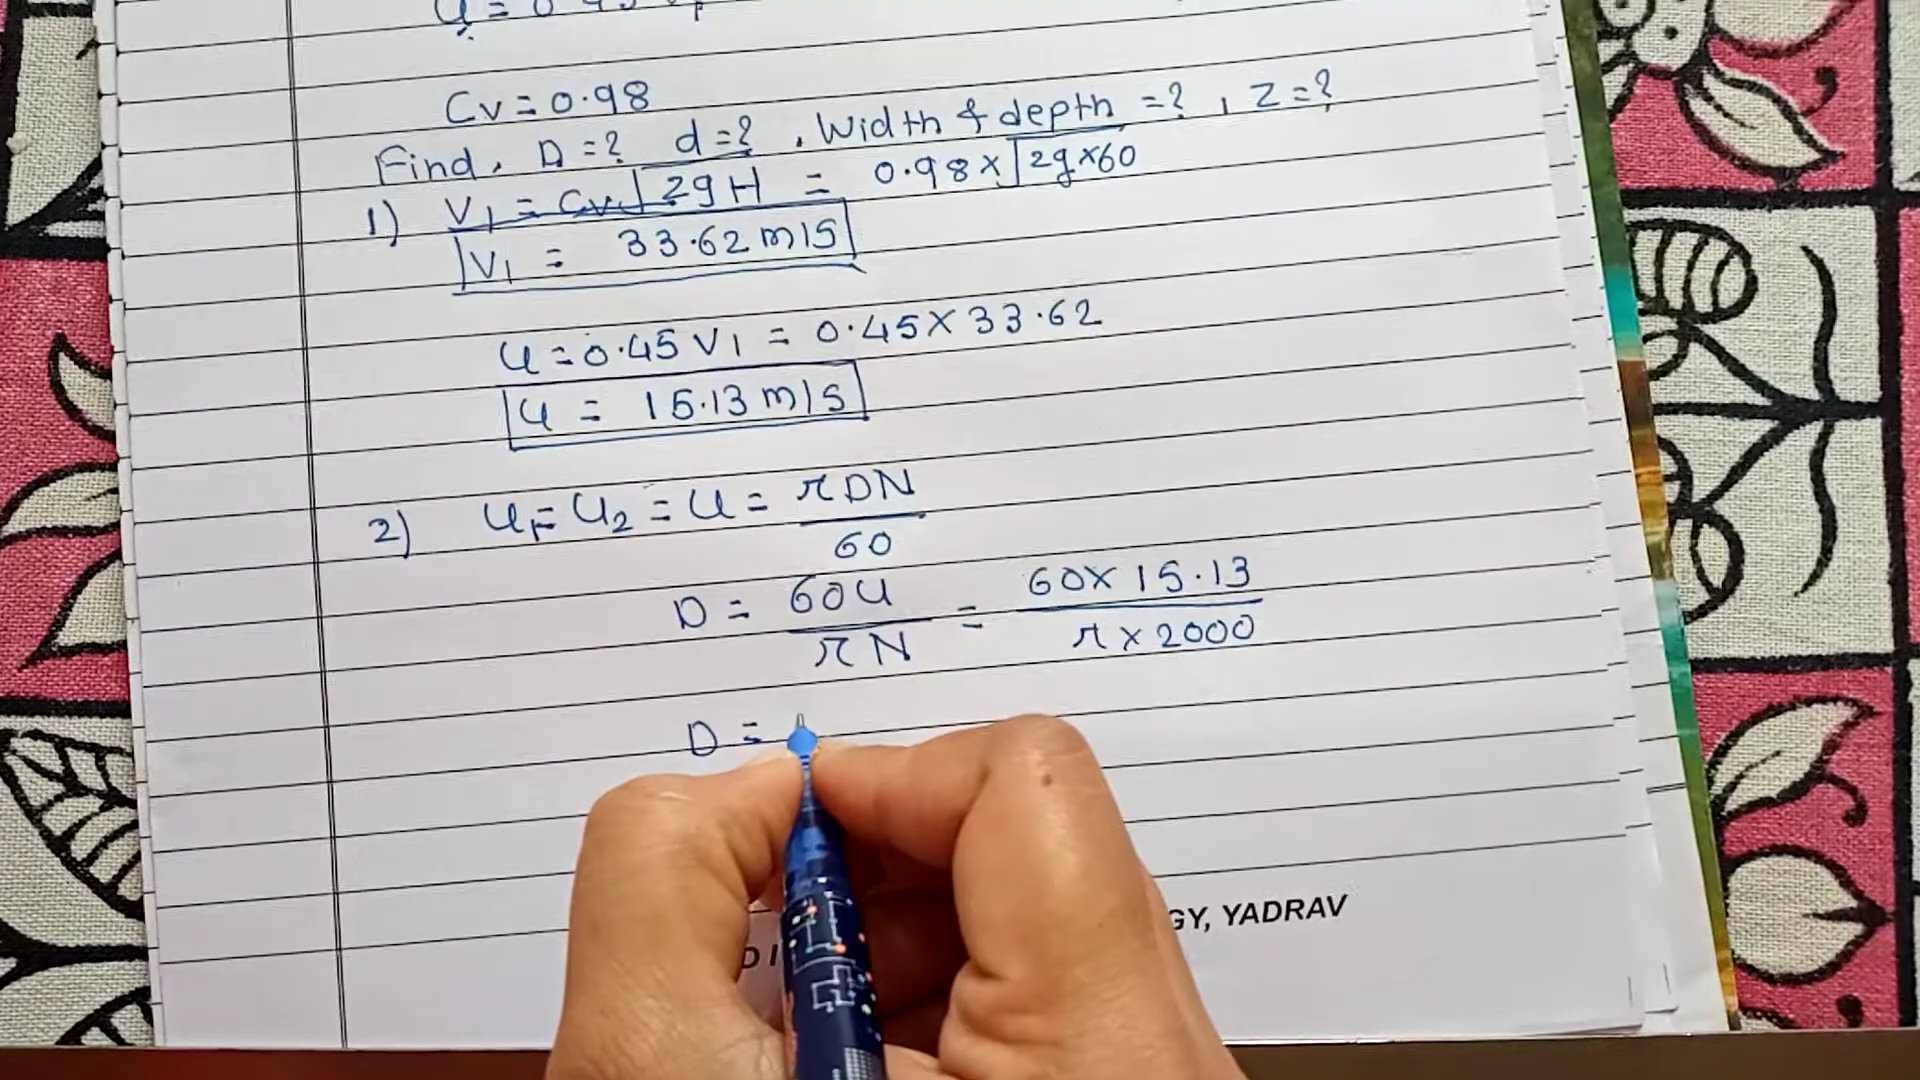 Cv = 0.98
Find, D = ? d = ?, Width & depth = ?, Z = ?
1) V1 = Cv√2gH = 0.98 × √2g×60
V1 = 33.62 m/s
u = 0.45 V1 = 0.45 × 33.62
u = 15.13 m/s
2) u1 = u2 = u = πDN / 60
D = 60u / πN = 60 × 15.13 / π × 2000
D =
GY, YADRAV